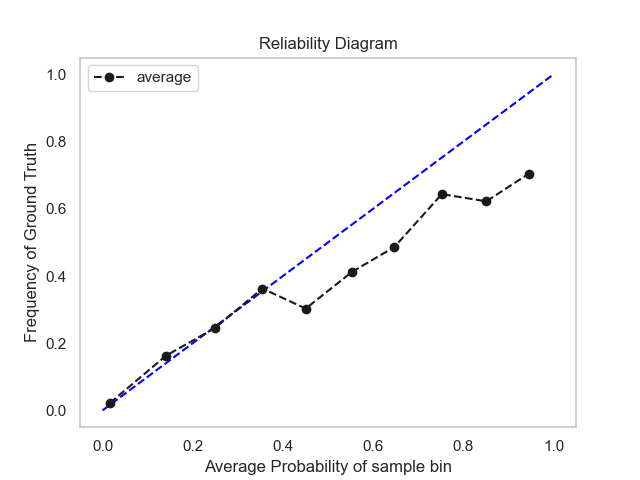 Reliability Diagram
average
Frequency of Ground Truth
1.0
0.8
0.6
0.4
0.2
0.0
0.0 0.2 0.4 0.6 0.8 1.0
Average Probability of sample bin